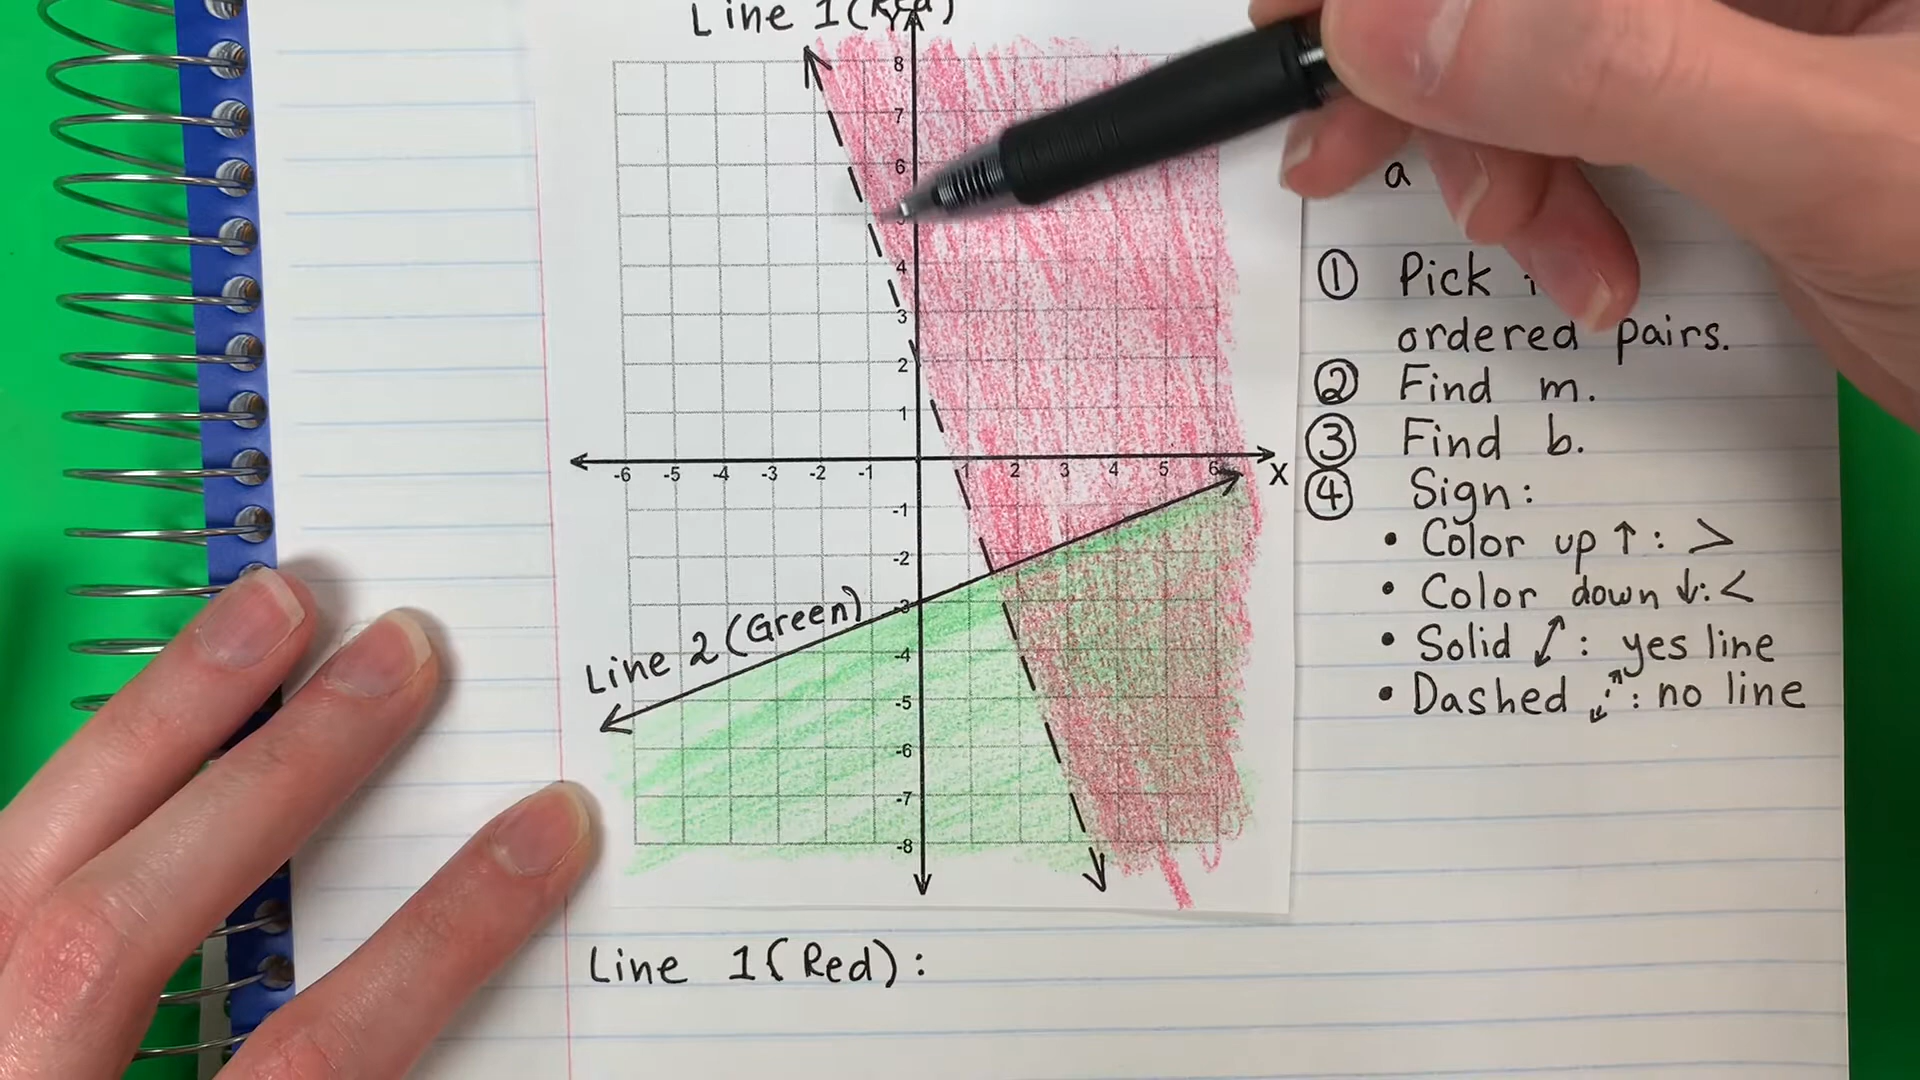 Line 1(Red)
Y
8
7
6
5
4
3
2
1
-6 -5 -4 -3 -2 -1 1 2 3 4 5 6 X
-1
-2
-3
-4
-5
-6
-7
-8
Line 2(Green)
Line 1(Red):
a
① Pick
ordered pairs.
② Find m.
③ Find b.
④ Sign:
• Color up ↑: >
• Color down ↓: <
• Solid ↗: yes line
• Dashed ⤢: no line